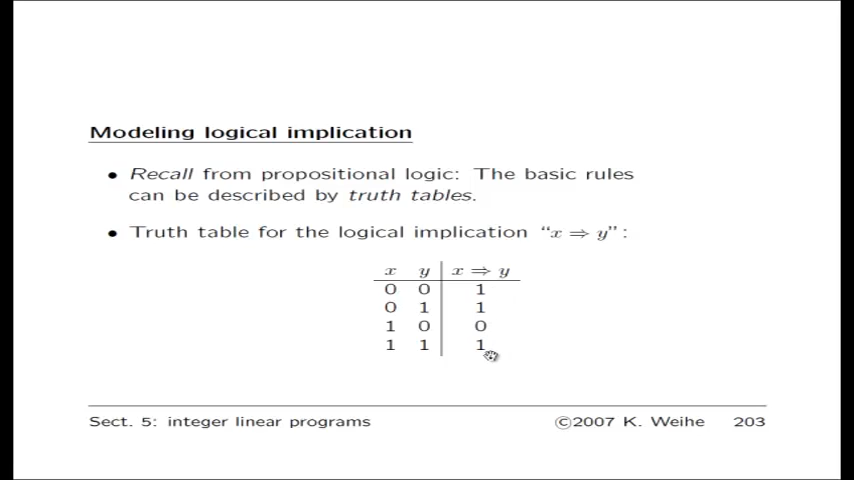 Modeling logical implication
• Recall from propositional logic: The basic rules
can be described by truth tables.
• Truth table for the logical implication “x ⇒ y”:
x y x ⇒ y
0 0 1
0 1 1
1 0 0
1 1 1
Sect. 5: integer linear programs ©2007 K. Weihe 203